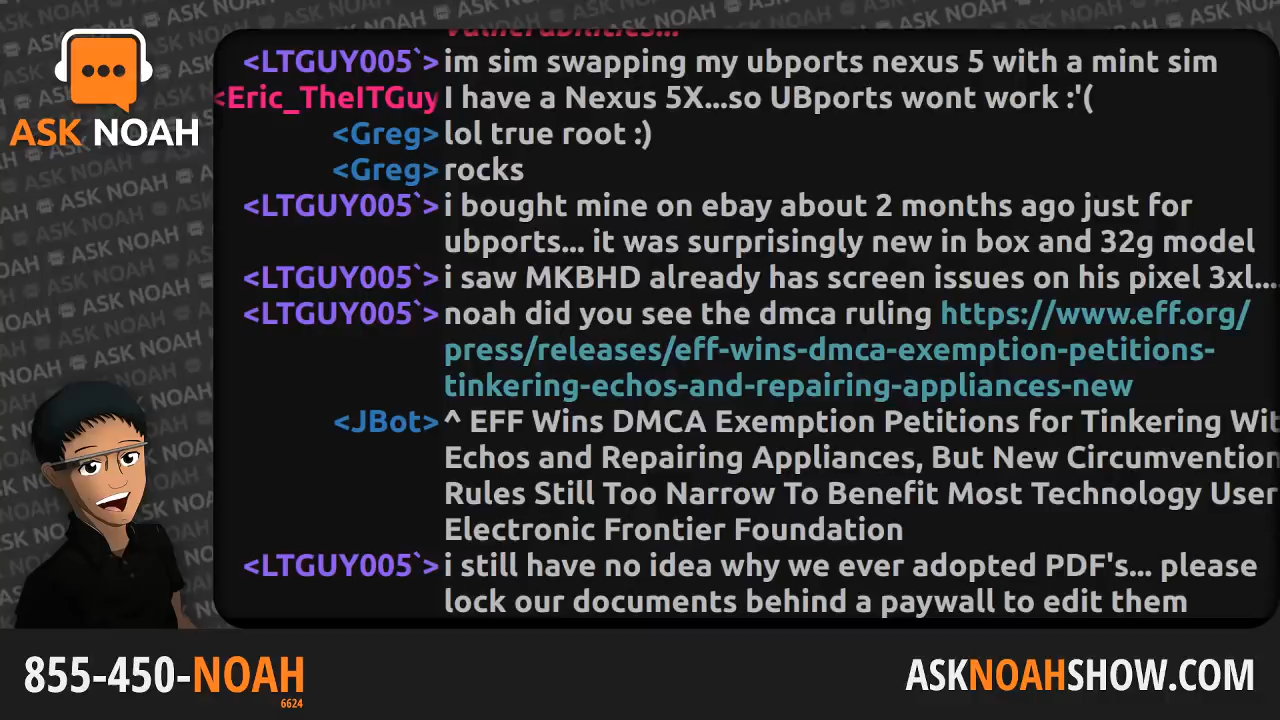 ASK NOAH
vulnerabilities...
<LTGUY005`> im sim swapping my ubports nexus 5 with a mint sim
<Eric_TheITGuy I have a Nexus 5X...so UBports wont work :'(
<Greg> lol true root :)
<Greg> rocks
<LTGUY005`> i bought mine on ebay about 2 months ago just for
ubports... it was surprisingly new in box and 32g model
<LTGUY005`> i saw MKBHD already has screen issues on his pixel 3xl....
<LTGUY005`> noah did you see the dmca ruling https://www.eff.org/
press/releases/eff-wins-dmca-exemption-petitions-
tinkering-echos-and-repairing-appliances-new
<JBot> ^ EFF Wins DMCA Exemption Petitions for Tinkering Wit
Echos and Repairing Appliances, But New Circumvention
Rules Still Too Narrow To Benefit Most Technology User
Electronic Frontier Foundation
<LTGUY005`> i still have no idea why we ever adopted PDF's... please
lock our documents behind a paywall to edit them
855-450-NOAH
6624
ASKNOAHSHOW.COM